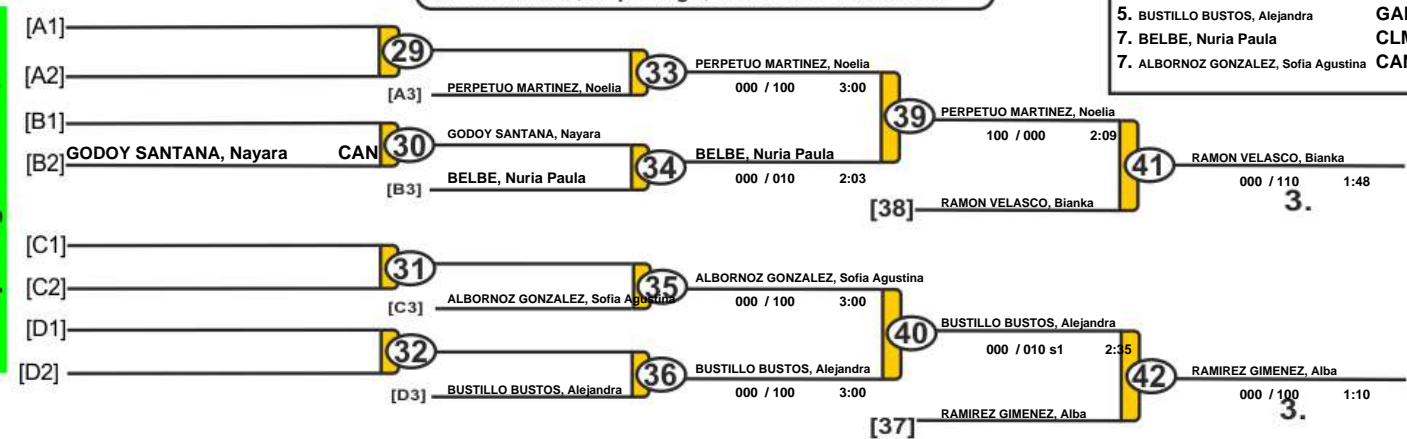 5. BUSTILLO BUSTOS, Alejandra
7. BELBE, Nuria Paula
7. ALBORNOZ GONZALEZ, Sofia Agustina
[A1]
29
[A2]
[A3] PERPETUO MARTINEZ, Noelia
33
PERPETUO MARTINEZ, Noelia
000 / 100 3:00
[B1]
30
[B2] GODOY SANTANA, Nayara CAN
GODOY SANTANA, Nayara
[B3] BELBE, Nuria Paula
34
BELBE, Nuria Paula
000 / 010 2:03
39
PERPETUO MARTINEZ, Noelia
100 / 000 2:09
[38] RAMON VELASCO, Bianka
41
RAMON VELASCO, Bianka
000 / 110 1:48
3.
[C1]
31
[C2]
[C3] ALBORNOZ GONZALEZ, Sofia Agustina
35
ALBORNOZ GONZALEZ, Sofia Agustina
000 / 100 3:00
[D1]
32
[D2]
[D3] BUSTILLO BUSTOS, Alejandra
36
BUSTILLO BUSTOS, Alejandra
000 / 100 3:00
40
BUSTILLO BUSTOS, Alejandra
000 / 010 s1 2:35
[37] RAMIREZ GIMENEZ, Alba
42
RAMIREZ GIMENEZ, Alba
000 / 100 1:10
3.